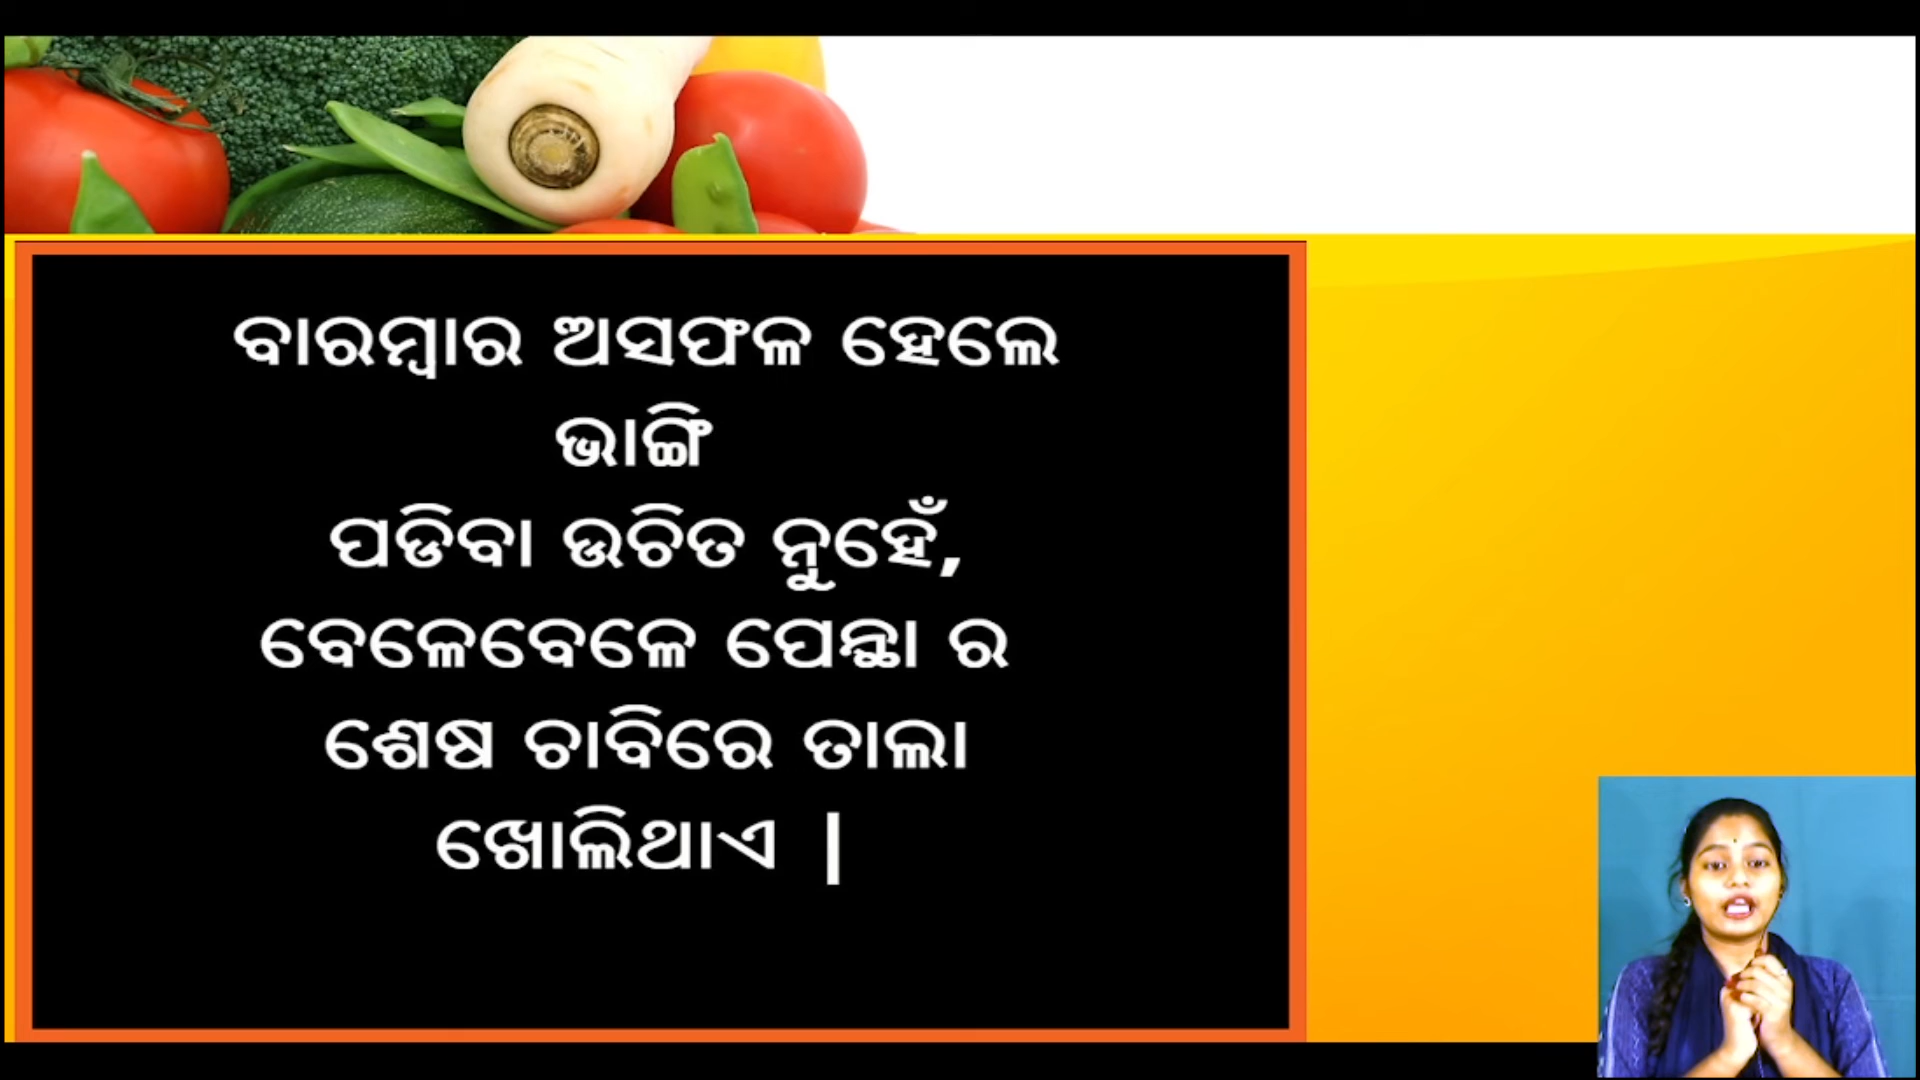 ବାରମ୍ବାର ଅସଫଳ ହେଲେ
ଭାଙ୍ଗି
ପଡିବା ଉଚିତ ନୁହେଁ,
ବେଳେବେଳେ ପେନ୍ଥା ର
ଶେଷ ଚାବିରେ ତାଲା
ଖୋଲିଥାଏ |